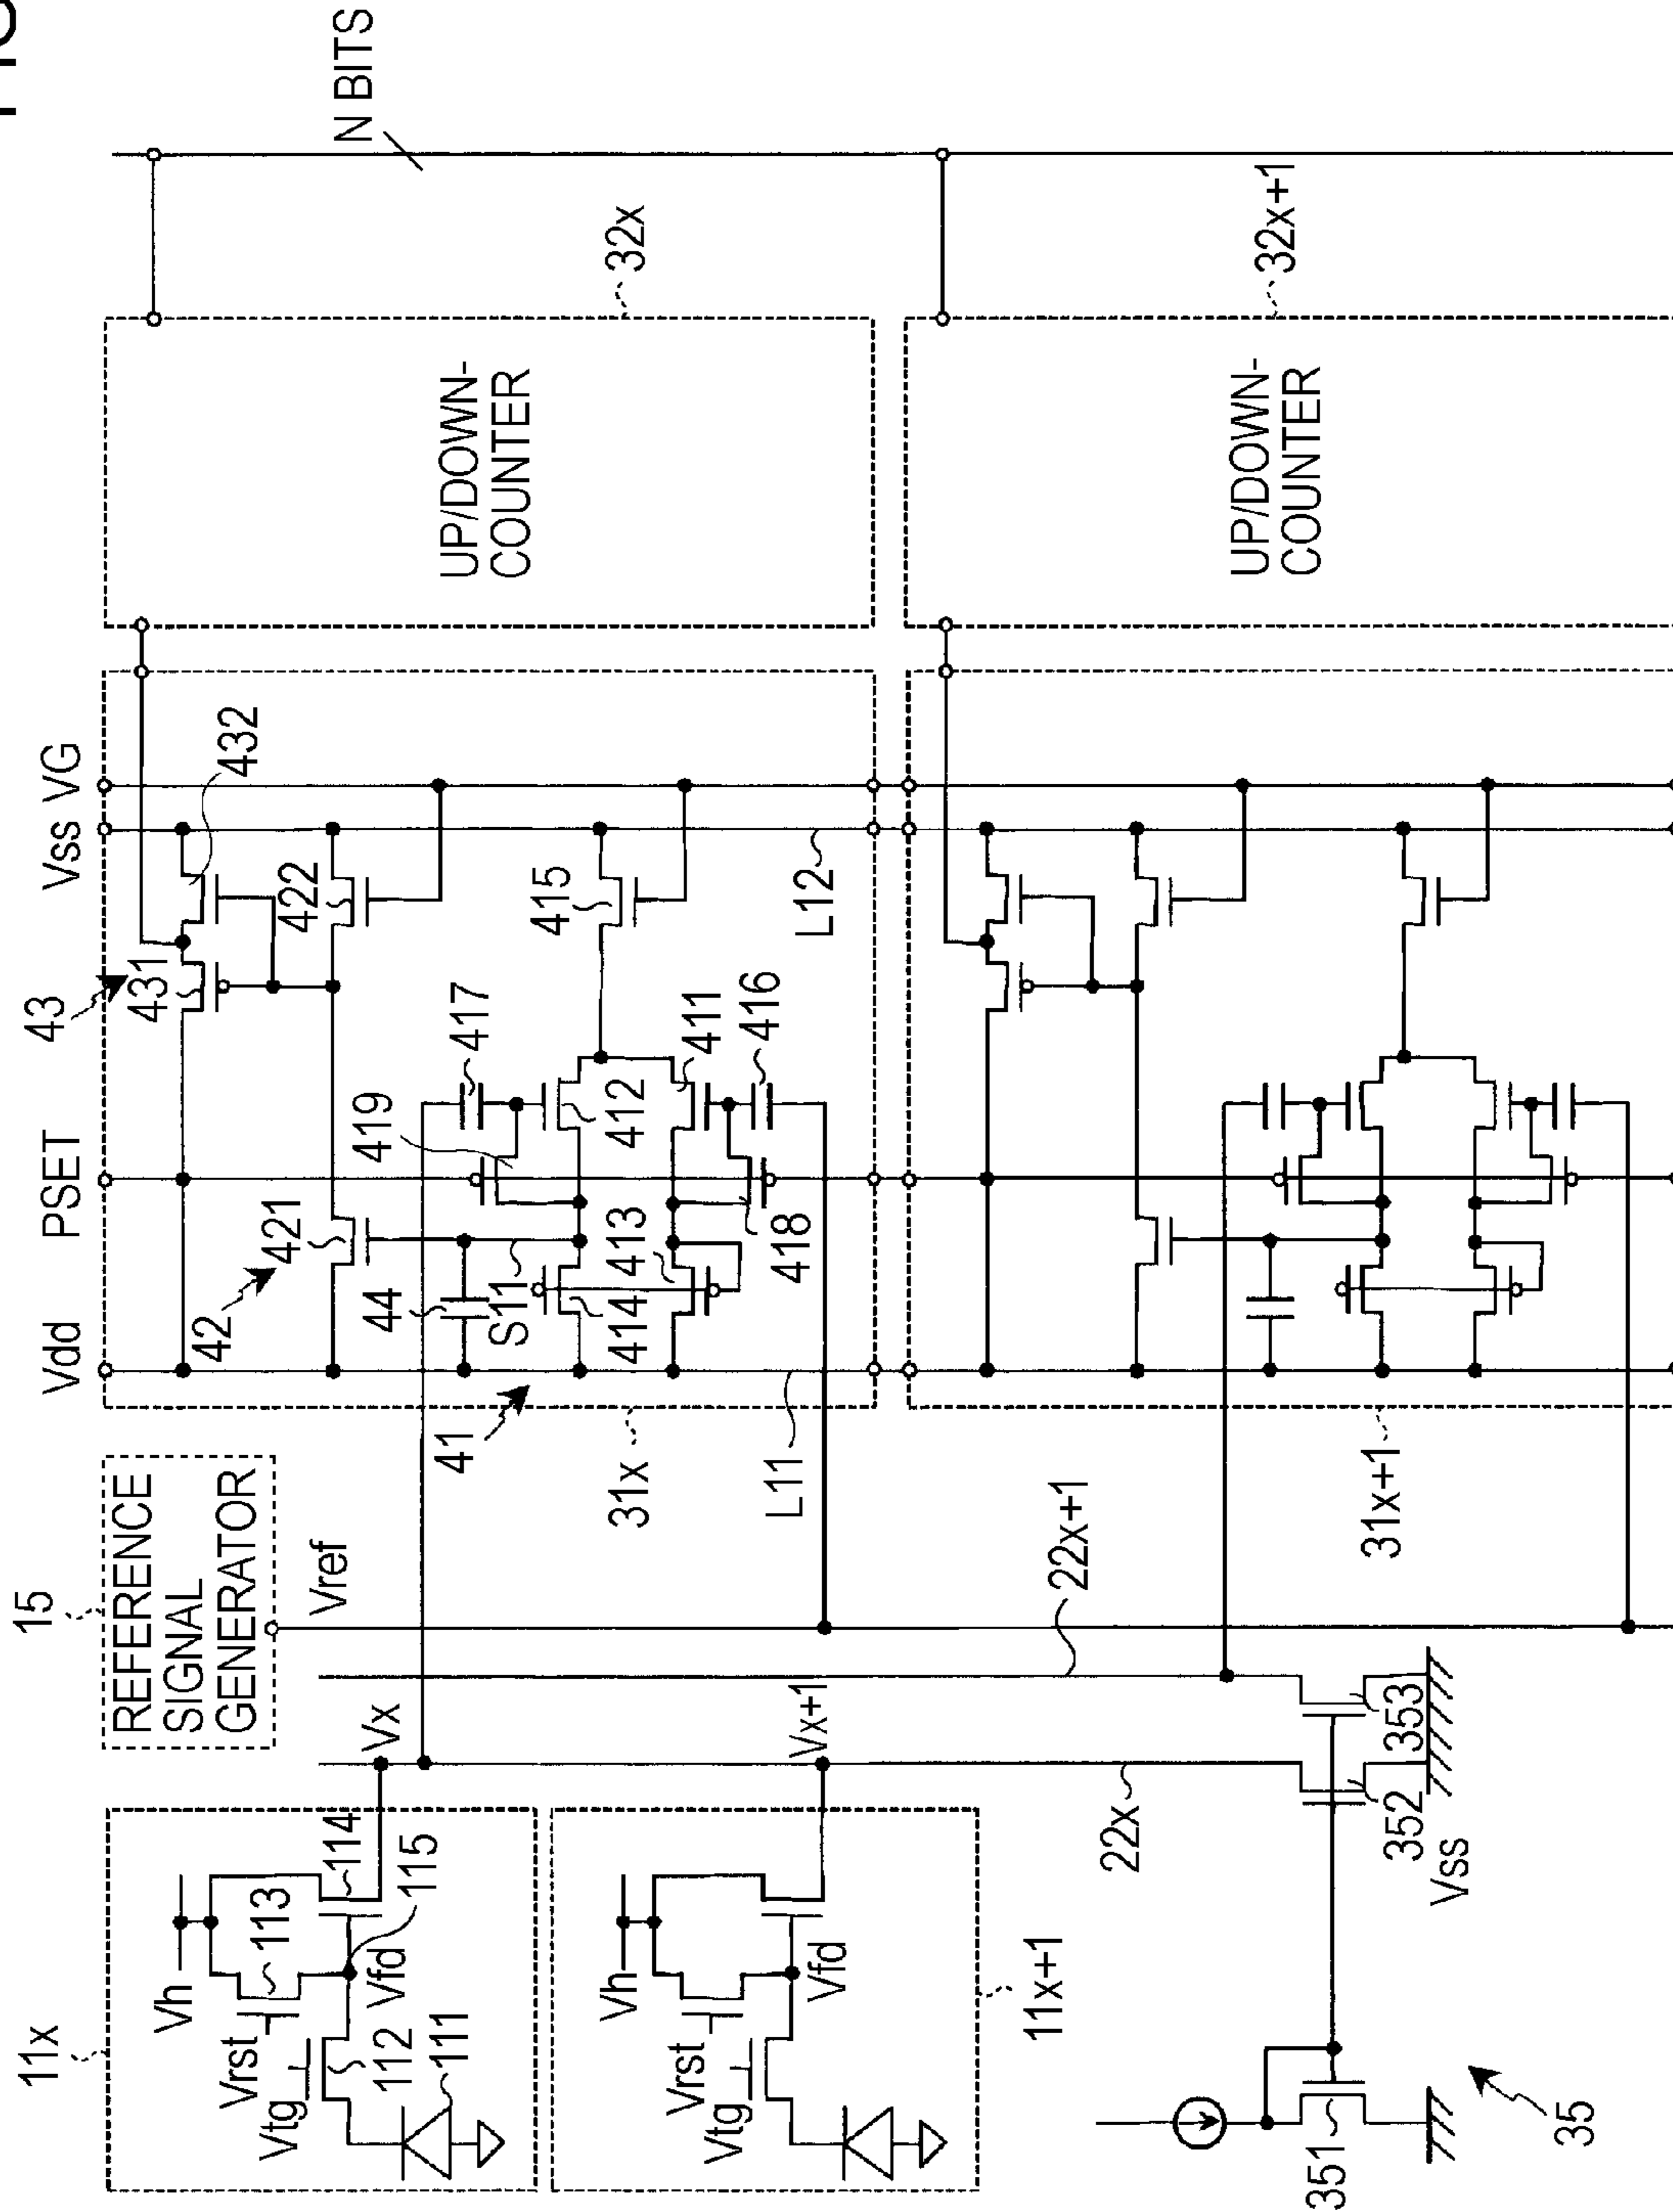 15
REFERENCE
SIGNAL
GENERATOR
Vref
Vdd
PSET
Vss
VG
11x
Vh
Vrst
Vtg
113
114
115
Vfd
112
111
Vx
Vh
Vrst
Vtg
Vfd
11x+1
Vx+1
22x
22x+1
351
352
353
Vss
35
42
421
43
431
432
422
44
S11
419
417
412
415
414
413
418
411
416
41
31x
L11
L12
UP/DOWN-
COUNTER
32x
N BITS
31x+1
UP/DOWN-
COUNTER
32x+1